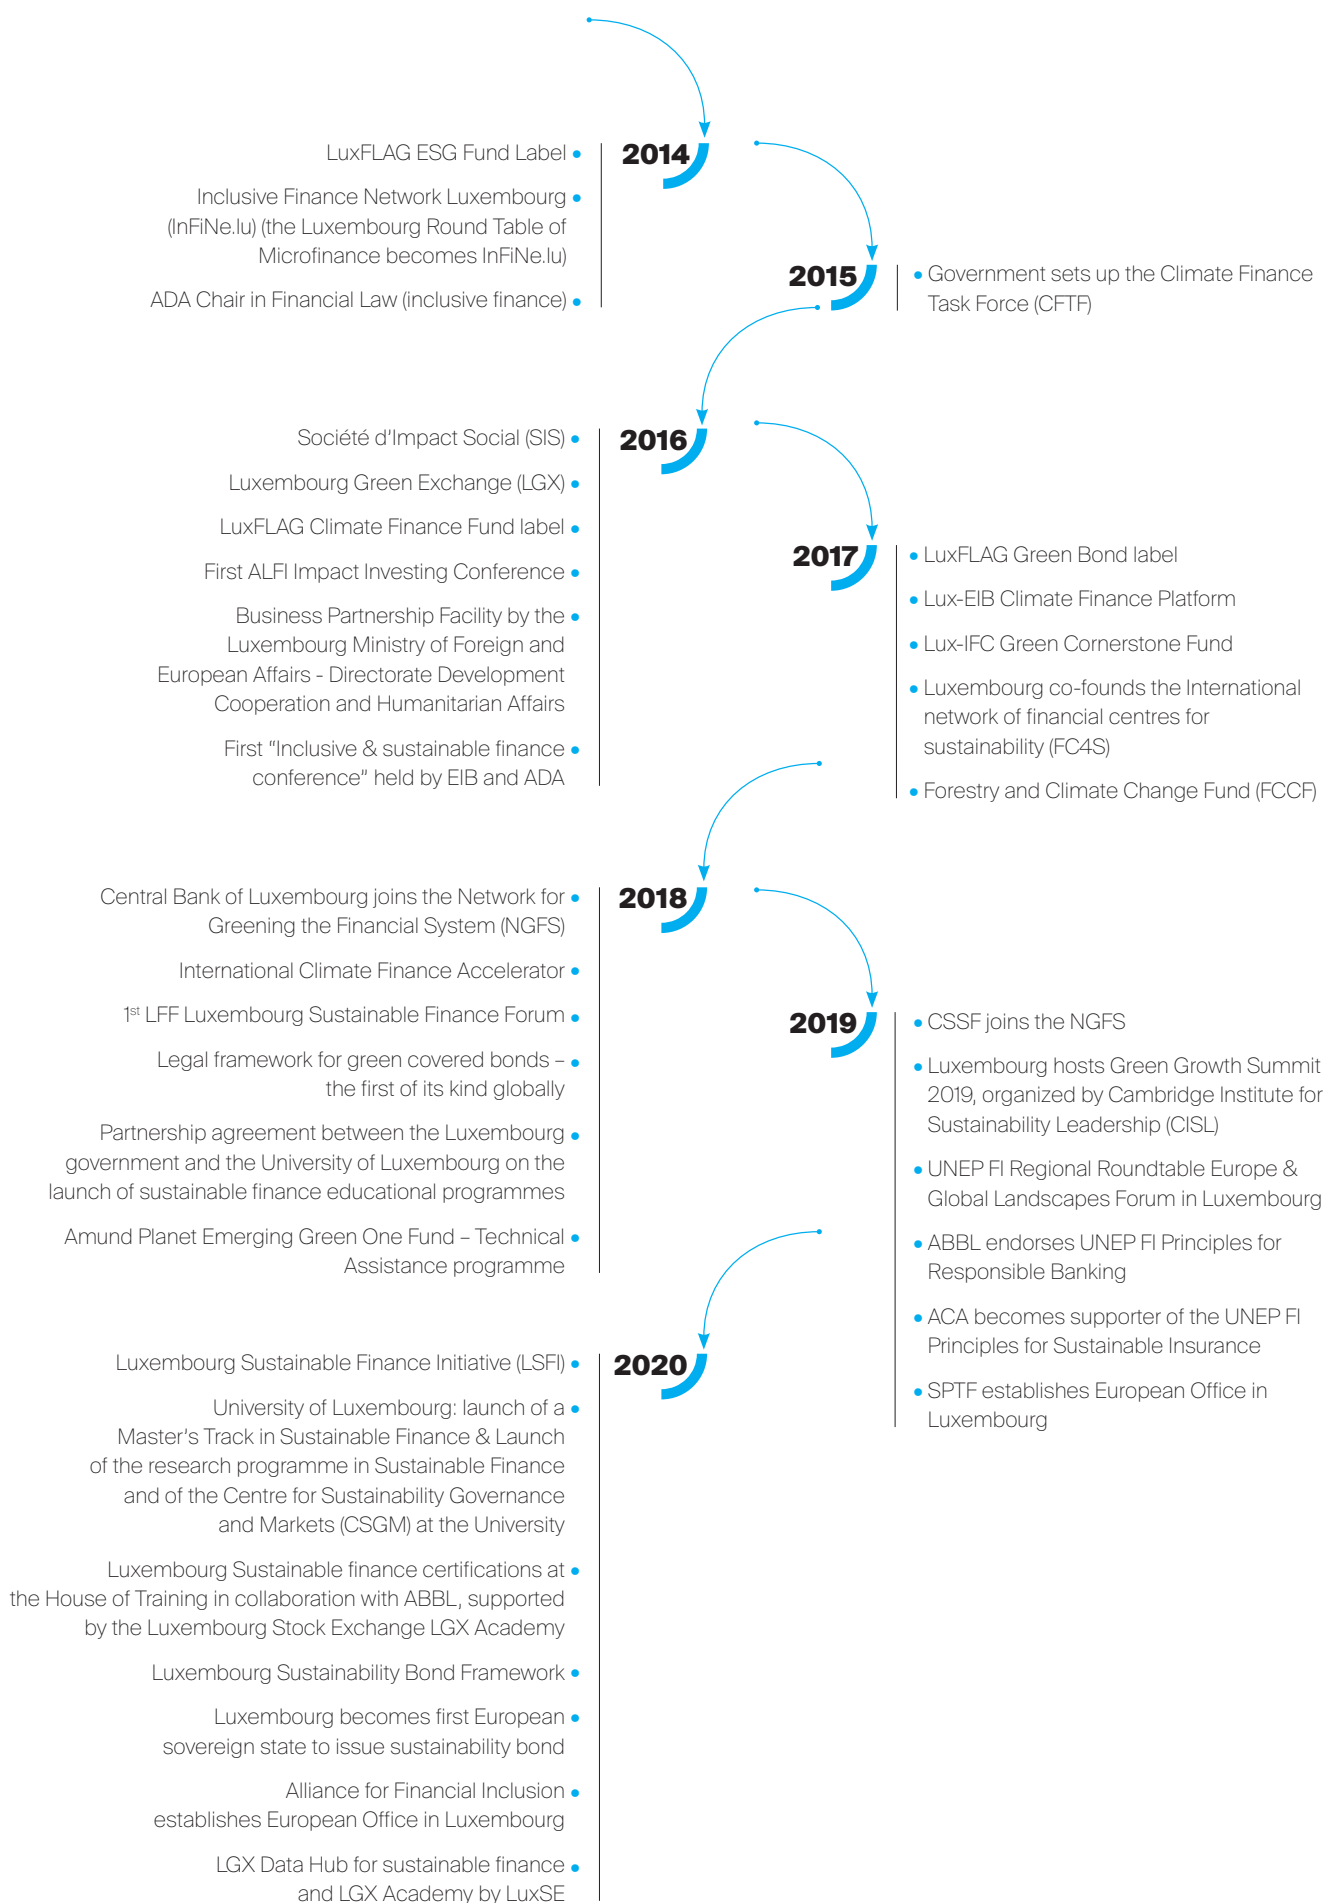 2014
LuxFLAG ESG Fund Label •
Inclusive Finance Network Luxembourg •
(InFiNe.lu) (the Luxembourg Round Table of
Microfinance becomes InFiNe.lu)
ADA Chair in Financial Law (inclusive finance) •
2015
• Government sets up the Climate Finance
Task Force (CFTF)
2016
Société d'Impact Social (SIS) •
Luxembourg Green Exchange (LGX) •
LuxFLAG Climate Finance Fund label •
First ALFI Impact Investing Conference •
Business Partnership Facility by the •
Luxembourg Ministry of Foreign and
European Affairs - Directorate Development
Cooperation and Humanitarian Affairs
First "Inclusive & sustainable finance •
conference" held by EIB and ADA
2017
• LuxFLAG Green Bond label
• Lux-EIB Climate Finance Platform
• Lux-IFC Green Cornerstone Fund
• Luxembourg co-founds the International
network of financial centres for
sustainability (FC4S)
• Forestry and Climate Change Fund (FCCF)
2018
Central Bank of Luxembourg joins the Network for •
Greening the Financial System (NGFS)
International Climate Finance Accelerator •
1st LFF Luxembourg Sustainable Finance Forum •
Legal framework for green covered bonds – •
the first of its kind globally
Partnership agreement between the Luxembourg •
government and the University of Luxembourg on the
launch of sustainable finance educational programmes
Amund Planet Emerging Green One Fund – Technical •
Assistance programme
2019
• CSSF joins the NGFS
• Luxembourg hosts Green Growth Summit
2019, organized by Cambridge Institute for
Sustainability Leadership (CISL)
• UNEP FI Regional Roundtable Europe &
Global Landscapes Forum in Luxembourg
• ABBL endorses UNEP FI Principles for
Responsible Banking
• ACA becomes supporter of the UNEP FI
Principles for Sustainable Insurance
• SPTF establishes European Office in
Luxembourg
2020
Luxembourg Sustainable Finance Initiative (LSFI) •
University of Luxembourg: launch of a •
Master's Track in Sustainable Finance & Launch
of the research programme in Sustainable Finance
and of the Centre for Sustainability Governance
and Markets (CSGM) at the University
Luxembourg Sustainable finance certifications at •
the House of Training in collaboration with ABBL, supported
by the Luxembourg Stock Exchange LGX Academy
Luxembourg Sustainability Bond Framework •
Luxembourg becomes first European •
sovereign state to issue sustainability bond
Alliance for Financial Inclusion •
establishes European Office in Luxembourg
LGX Data Hub for sustainable finance •
and LGX Academy by LuxSE